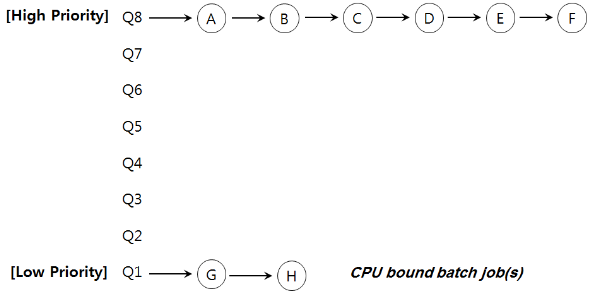 [High Priority] Q8 A B C D E F
Q7
Q6
Q5
Q4
Q3
Q2
[Low Priority] Q1 G H CPU bound batch job(s)